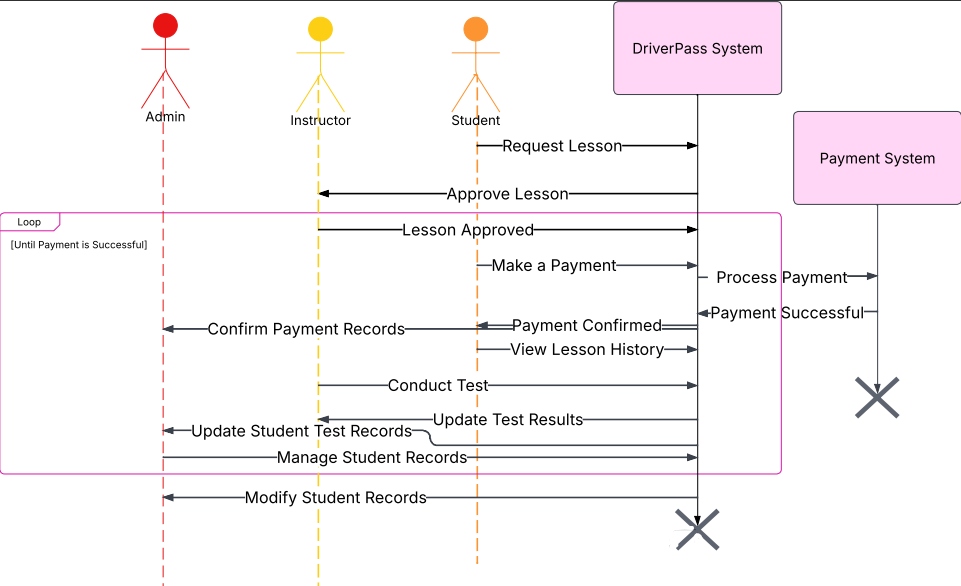 DriverPass System
Admin
Instructor
Student
Request Lesson
Payment System
Approve Lesson
Loop
Lesson Approved
[Until Payment is Successful]
Make a Payment
Process Payment
Payment Successful
Confirm Payment Records
Payment Confirmed
View Lesson History
Conduct Test
Update Test Results
Update Student Test Records
Manage Student Records
Modify Student Records